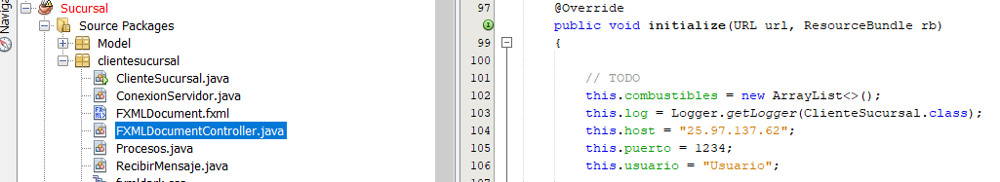 Naviga
Sucursal
Source Packages
Model
clientesucursal
ClienteSucursal.java
ConexionServidor.java
FXMLDocument.fxml
FXMLDocumentController.java
Procesos.java
RecibirMensaje.java
97 @Override
public void initialize(URL url, ResourceBundle rb)
99 {
100
101 // TODO
102 this.combustibles = new ArrayList<>();
103 this.log = Logger.getLogger(ClienteSucursal.class);
104 this.host = "25.97.137.62";
105 this.puerto = 1234;
106 this.usuario = "Usuario";